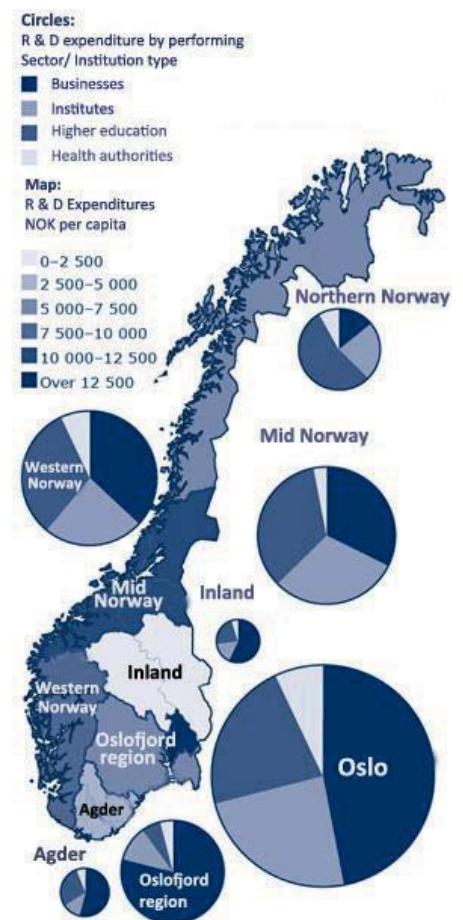 Circles:
R & D expenditure by performing
Sector/ Institution type
Businesses
Institutes
Higher education
Health authorities
Map:
R & D Expenditures
NOK per capita
0–2 500
2 500–5 000
5 000–7 500
7 500–10 000
10 000–12 500
Over 12 500
Northern Norway
Mid Norway
Western
Norway
Inland
Mid
Norway
Inland
Western
Norway
Oslofjord
region
Oslo
Agder
Agder
Oslofjord
region